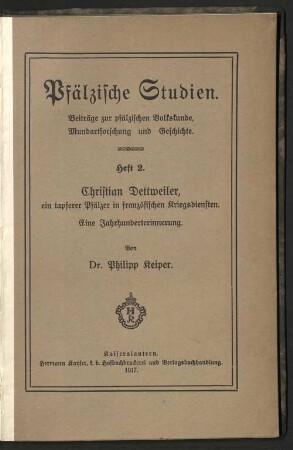 Pfälzische Studien.
Beiträge zur pfälzischen Volkskunde,
Mundartforschung und Geschichte.
Heft 2.
Christian Dettweiler,
ein tapferer Pfälzer in französischen Kriegsdiensten.
Eine Jahrhunderterinnerung.
Von
Dr. Philipp Keiper.
H
K
Kaiserslautern.
Hermann Kayser, k. b. Hofbuchdruckerei und Verlagsbuchhandlung.
1917.